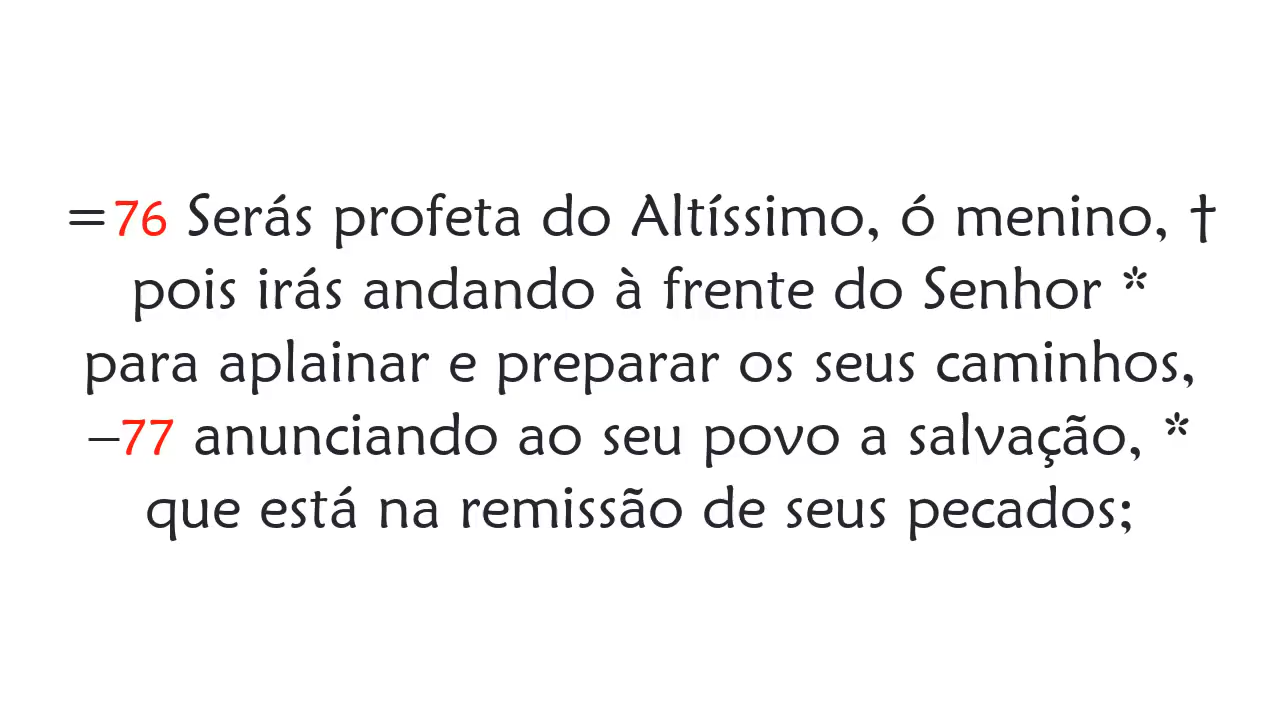 =76 Serás profeta do Altíssimo, ó menino, †
pois irás andando à frente do Senhor *
para aplainar e preparar os seus caminhos,
–77 anunciando ao seu povo a salvação, *
que está na remissão de seus pecados;